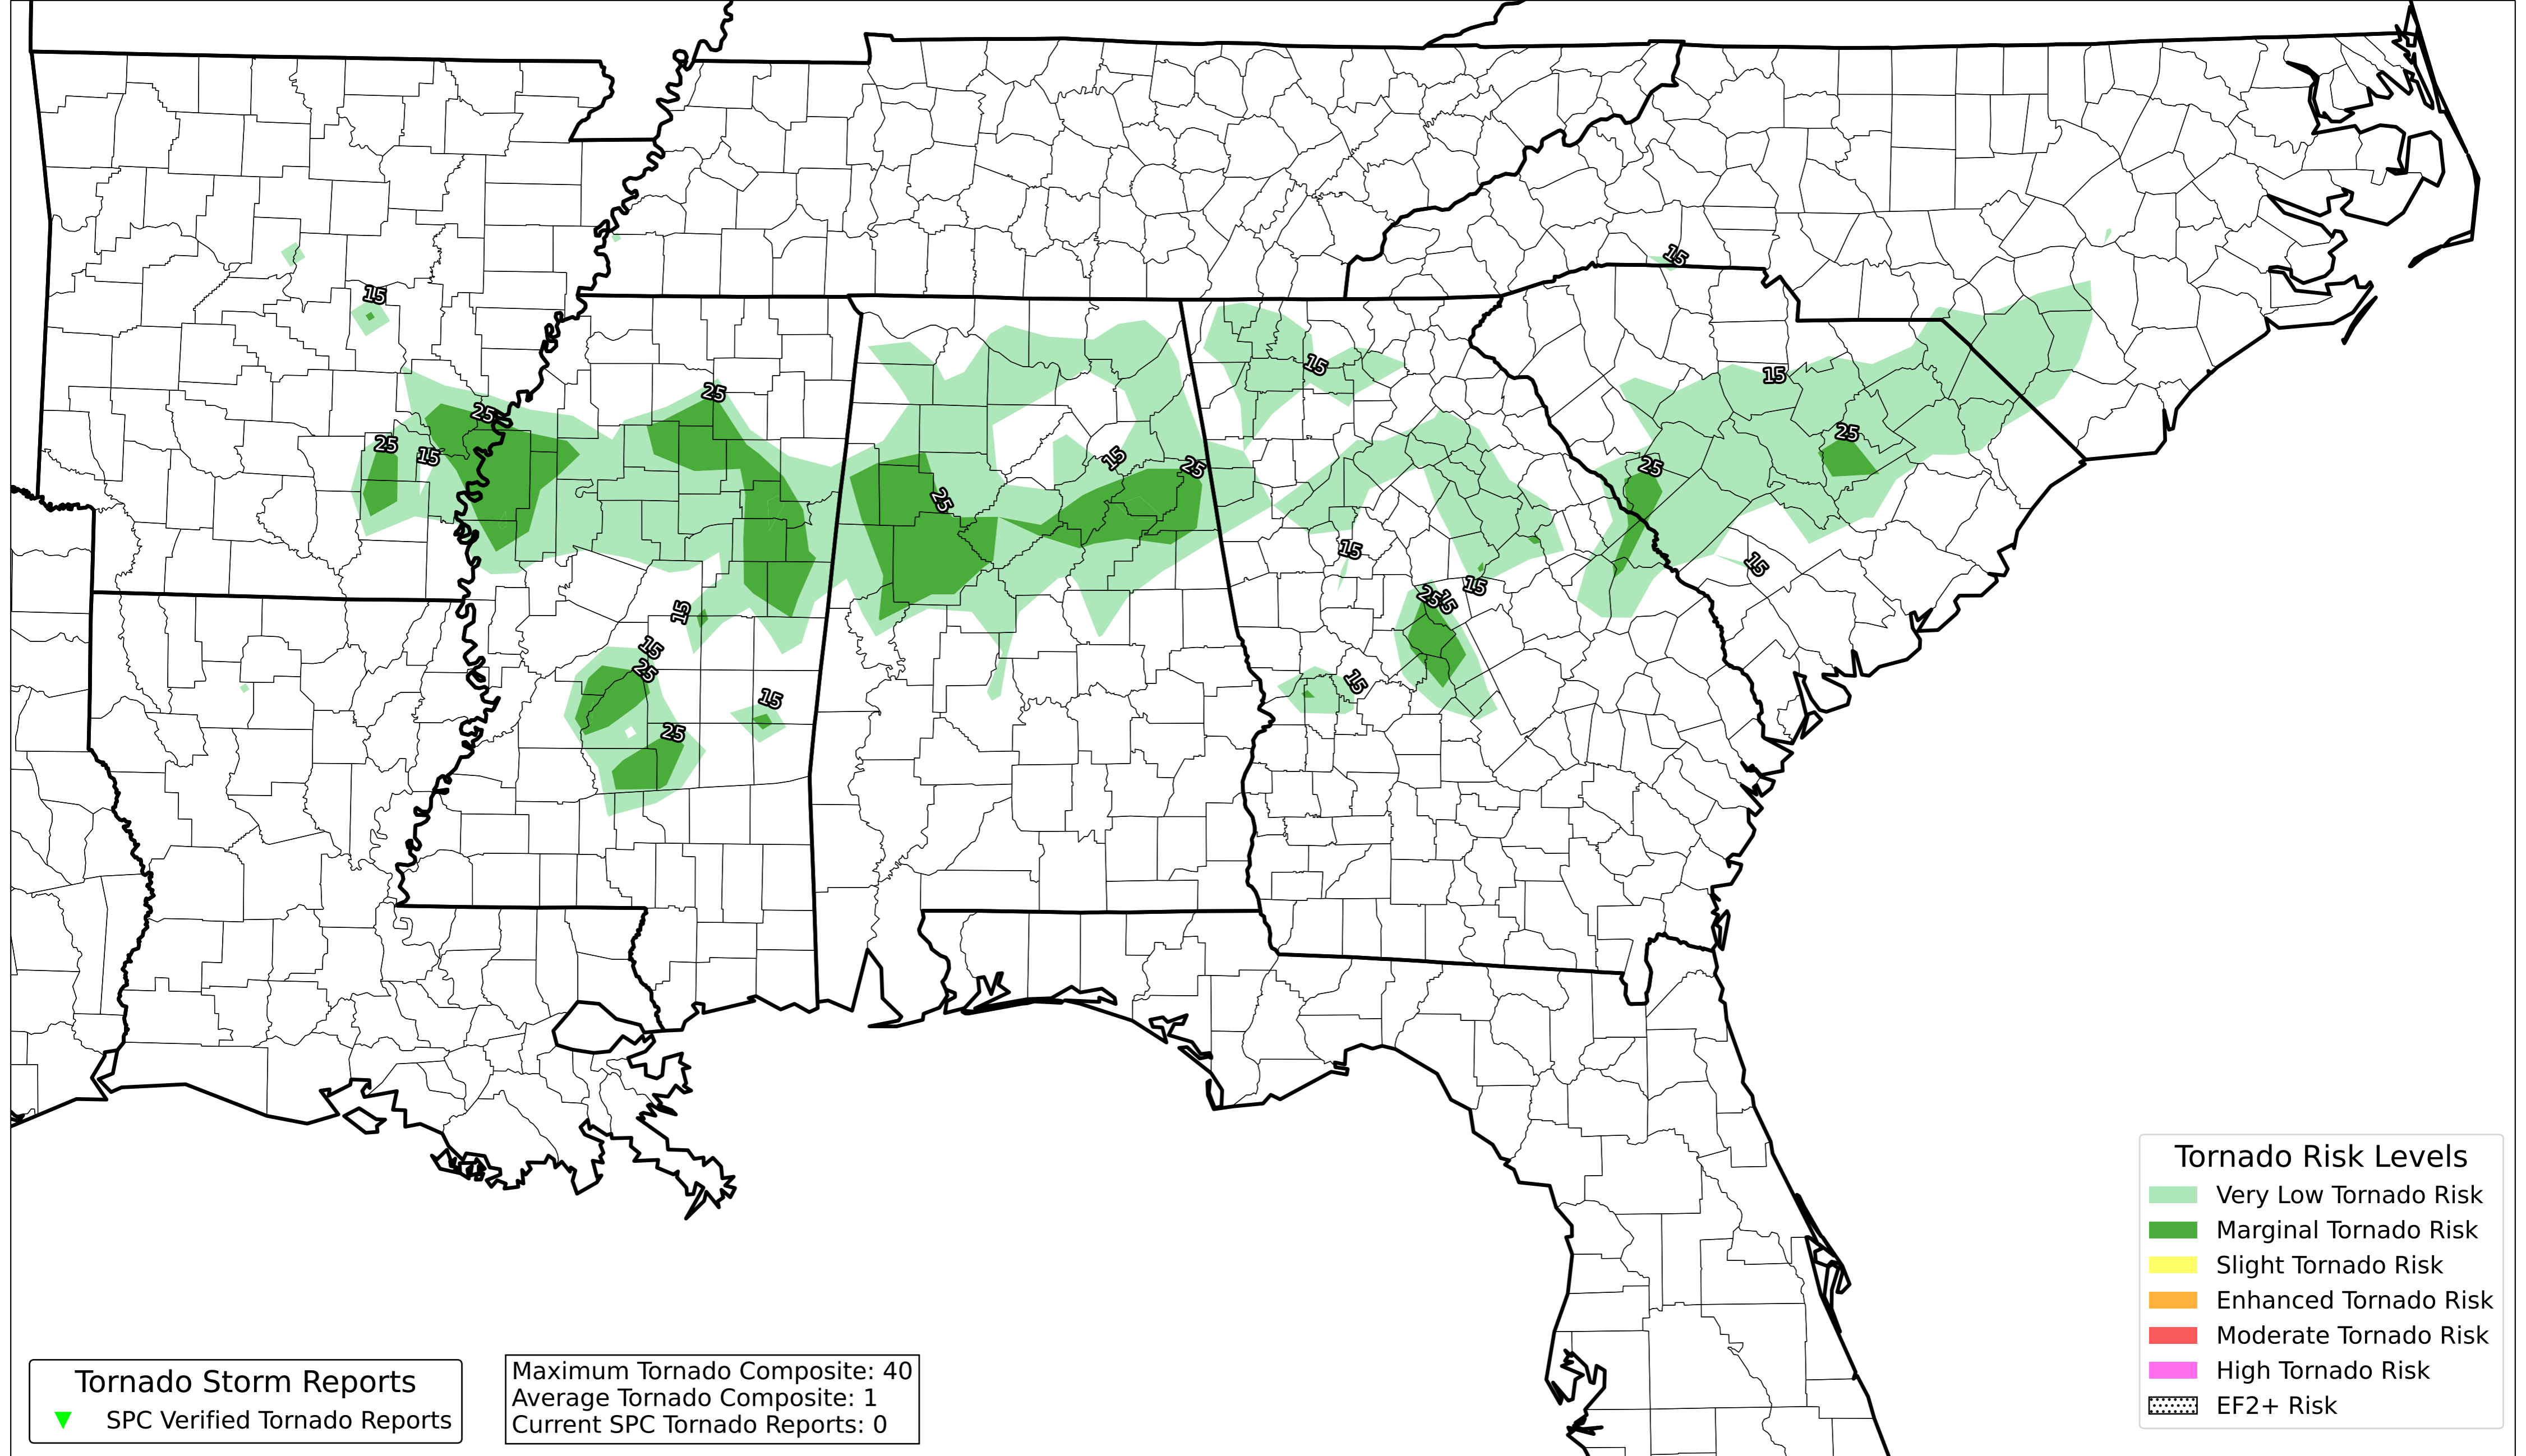 15
15
15
25
25
25
15
25
15
25
15
25
25
25
15
15
15
15
25
15
15
15
25
15
15
25
Tornado Risk Levels
Very Low Tornado Risk
Marginal Tornado Risk
Slight Tornado Risk
Enhanced Tornado Risk
Moderate Tornado Risk
High Tornado Risk
EF2+ Risk
Tornado Storm Reports
SPC Verified Tornado Reports
Maximum Tornado Composite: 40
Average Tornado Composite: 1
Current SPC Tornado Reports: 0